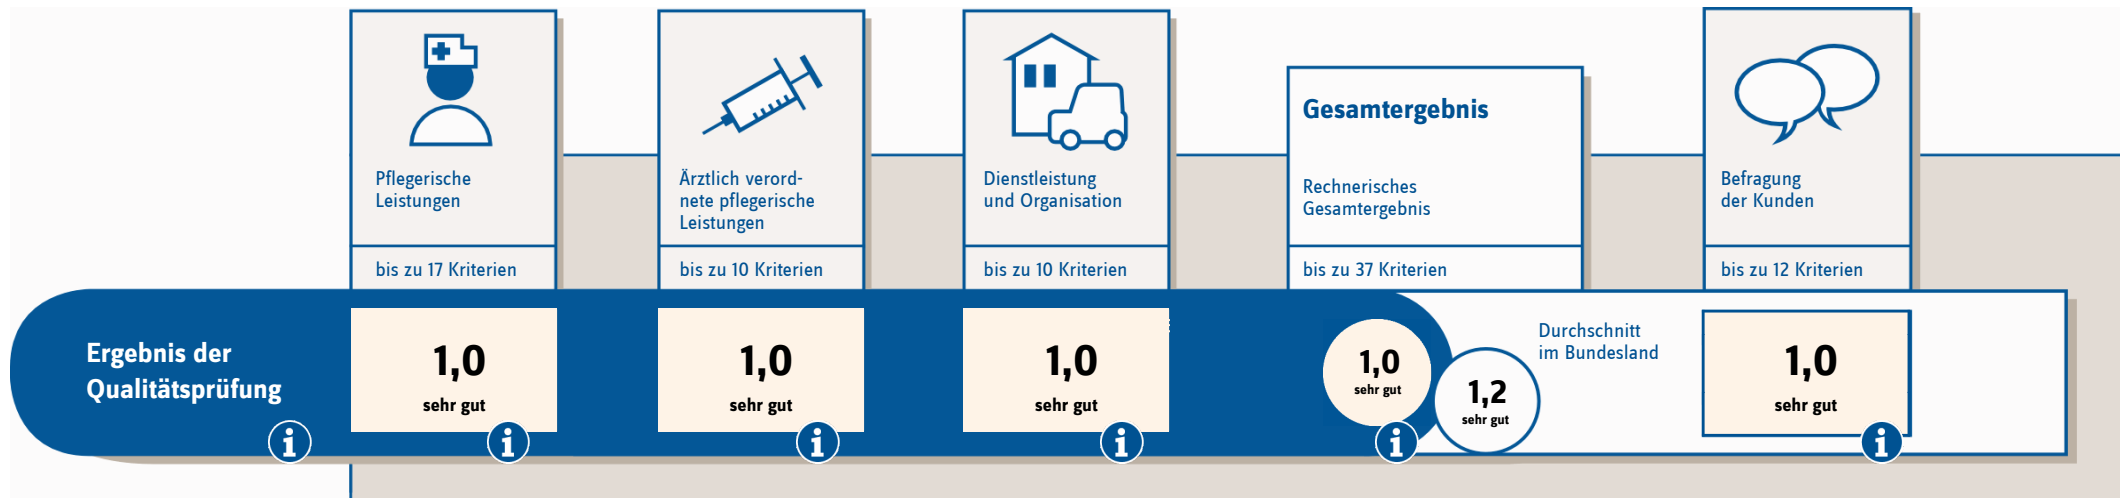 Pflegerische
Leistungen
bis zu 17 Kriterien
Ärztlich verord-
nete pflegerische
Leistungen
bis zu 10 Kriterien
Dienstleistung
und Organisation
bis zu 10 Kriterien
Gesamtergebnis
Rechnerisches
Gesamtergebnis
bis zu 37 Kriterien
Befragung
der Kunden
bis zu 12 Kriterien
Ergebnis der
Qualitätsprüfung
i
1,0
sehr gut
i
1,0
sehr gut
i
1,0
sehr gut
i
1,0
sehr gut
i
1,2
sehr gut
Durchschnitt
im Bundesland
1,0
sehr gut
i